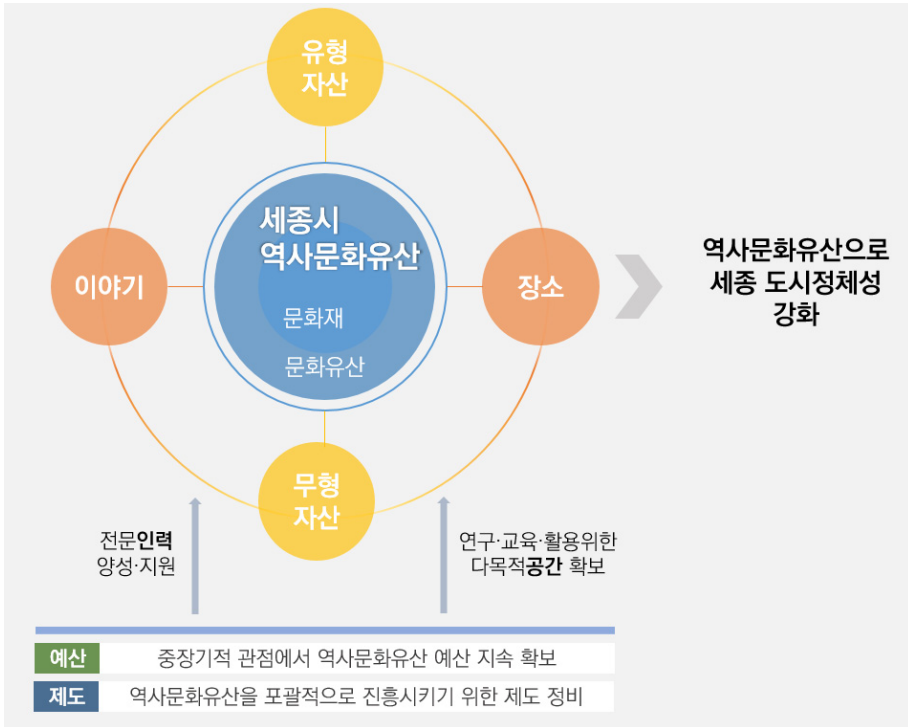 유형
자산
세종시
역사문화유산
이야기
장소
문화재
문화유산
역사문화유산으로
세종 도시정체성
강화
무형
자산
전문인력
양성·지원
연구·교육·활용위한
다목적공간 확보
예산 중장기적 관점에서 역사문화유산 예산 지속 확보
제도 역사문화유산을 포괄적으로 진흥시키기 위한 제도 정비